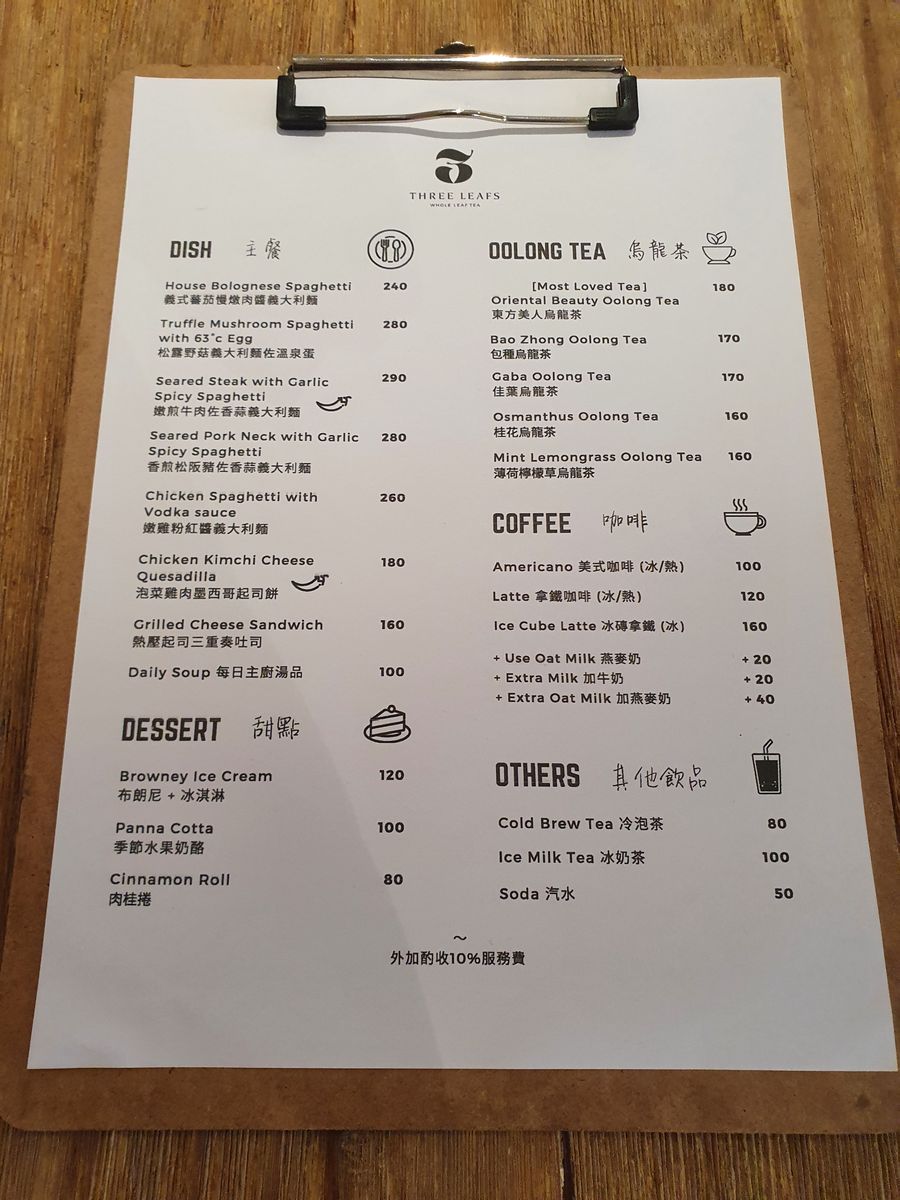 THREE LEAFS
WHOLE LEAF TEA
DISH 主餐
House Bolognese Spaghetti 240
義式蕃茄慢燉肉醬義大利麵
Truffle Mushroom Spaghetti 280
with 63°c Egg
松露野菇義大利麵佐溫泉蛋
Seared Steak with Garlic 290
Spicy Spaghetti
嫩煎牛肉佐香蒜義大利麵
Seared Pork Neck with Garlic 280
Spicy Spaghetti
香煎松阪豬佐香蒜義大利麵
Chicken Spaghetti with 260
Vodka sauce
嫩雞粉紅醬義大利麵
Chicken Kimchi Cheese 180
Quesadilla
泡菜雞肉墨西哥起司餅
Grilled Cheese Sandwich 160
熱壓起司三重奏吐司
Daily Soup 每日主廚湯品 100
DESSERT 甜點
Browney Ice Cream 120
布朗尼 + 冰淇淋
Panna Cotta 100
季節水果奶酪
Cinnamon Roll 80
肉桂捲
OOLONG TEA 烏龍茶
[Most Loved Tea] 180
Oriental Beauty Oolong Tea
東方美人烏龍茶
Bao Zhong Oolong Tea 170
包種烏龍茶
Gaba Oolong Tea 170
佳葉烏龍茶
Osmanthus Oolong Tea 160
桂花烏龍茶
Mint Lemongrass Oolong Tea 160
薄荷檸檬草烏龍茶
COFFEE 咖啡
Americano 美式咖啡 (冰/熱) 100
Latte 拿鐵咖啡 (冰/熱) 120
Ice Cube Latte 冰磚拿鐵 (冰) 160
+ Use Oat Milk 燕麥奶 + 20
+ Extra Milk 加牛奶 + 20
+ Extra Oat Milk 加燕麥奶 + 40
OTHERS 其他飲品
Cold Brew Tea 冷泡茶 80
Ice Milk Tea 冰奶茶 100
Soda 汽水 50
~
外加酌收10%服務費